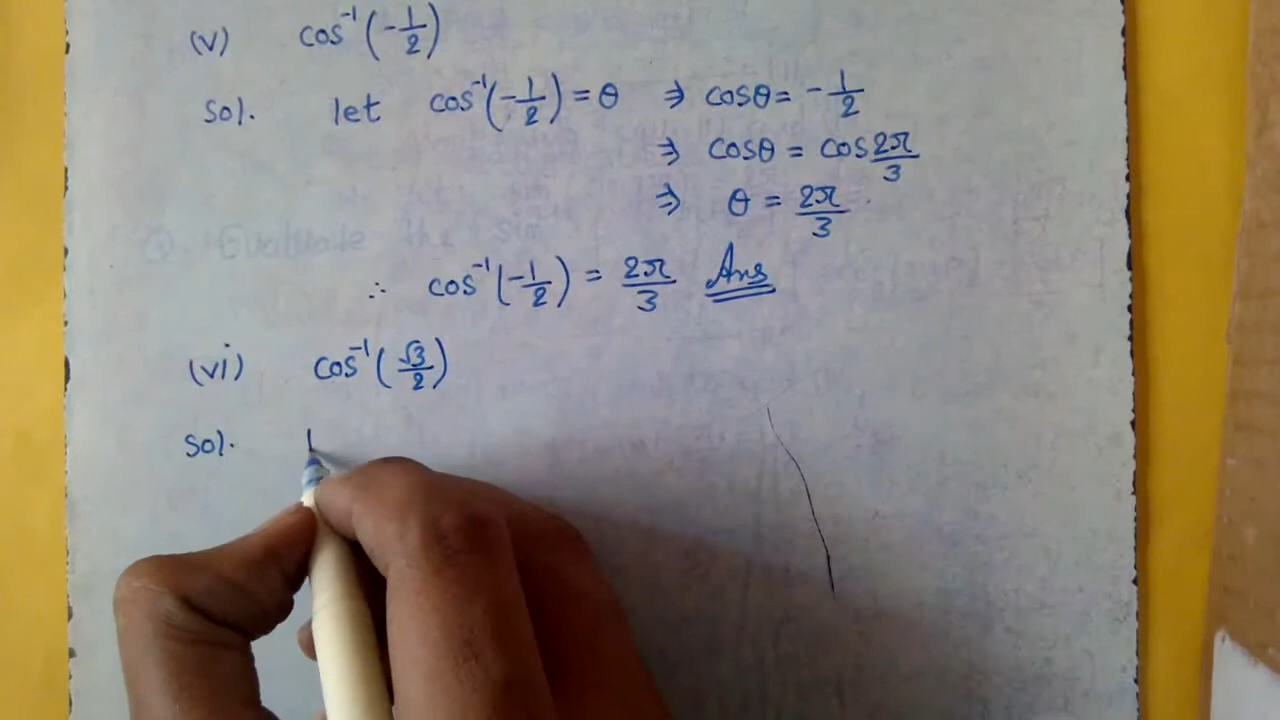 (v) cos⁻¹(-1/2)
Sol. let cos⁻¹(-1/2) = θ ⇒ cosθ = -1/2
⇒ cosθ = cos 2π/3
⇒ θ = 2π/3
∴ cos⁻¹(-1/2) = 2π/3 Ans
(vi) cos⁻¹(√3/2)
Sol. l